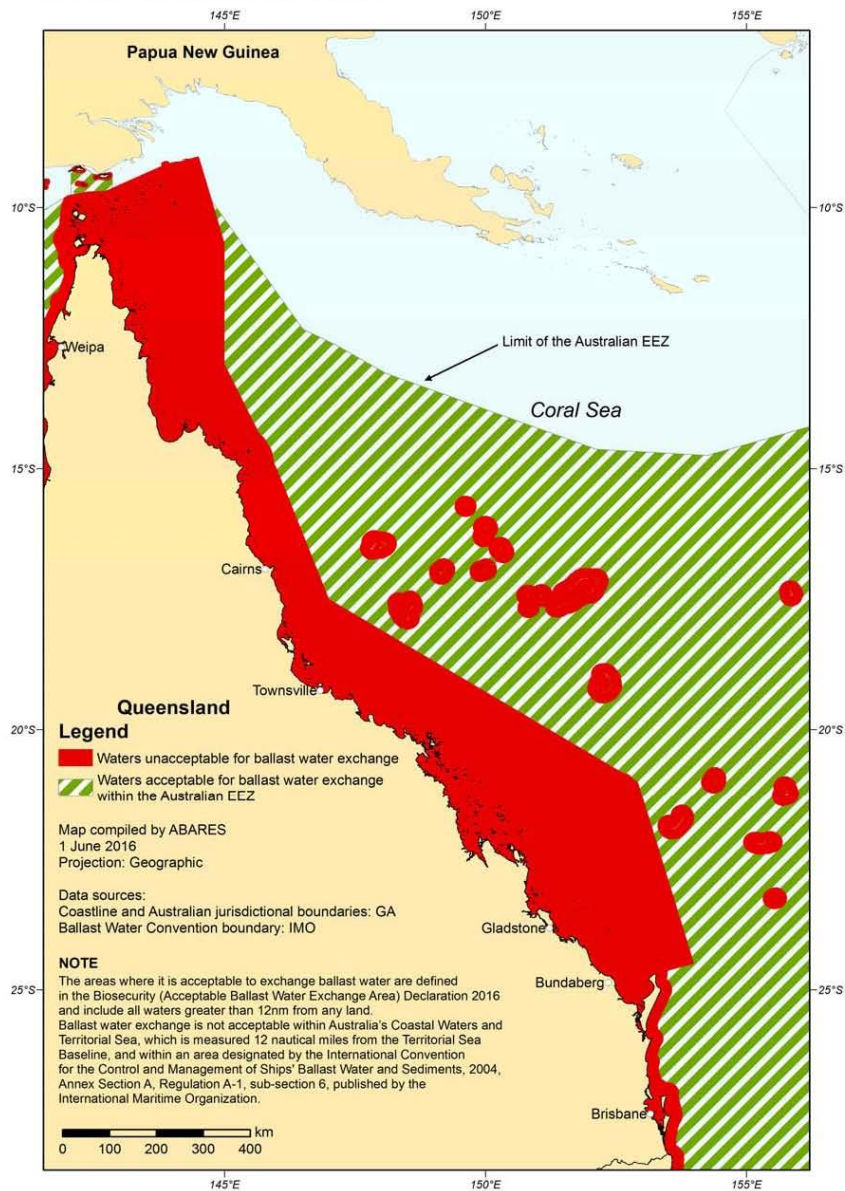 145°E
150°E
155°E
Papua New Guinea
10°S
10°S
Limit of the Australian EEZ
Weipa
Coral Sea
15°S
15°S
Cairns
Townsville
Queensland
20°S
20°S
Legend
Waters unacceptable for ballast water exchange
Waters acceptable for ballast water exchange
within the Australian EEZ
Map compiled by ABARES
1 June 2016
Projection: Geographic
Data sources:
Coastline and Australian jurisdictional boundaries: GA
Ballast Water Convention boundary: IMO
Gladstone
NOTE
The areas where it is acceptable to exchange ballast water are defined
in the Biosecurity (Acceptable Ballast Water Exchange Area) Declaration 2016
and include all waters greater than 12nm from any land.
Ballast water exchange is not acceptable within Australia's Coastal Waters and
Territorial Sea, which is measured 12 nautical miles from the Territorial Sea
Baseline, and within an area designated by the International Convention
for the Control and Management of Ships' Ballast Water and Sediments, 2004,
Annex Section A, Regulation A-1, sub-section 6, published by the
International Maritime Organization.
Bundaberg
25°S
25°S
Brisbane
km
0 100 200 300 400
145°E
150°E
155°E